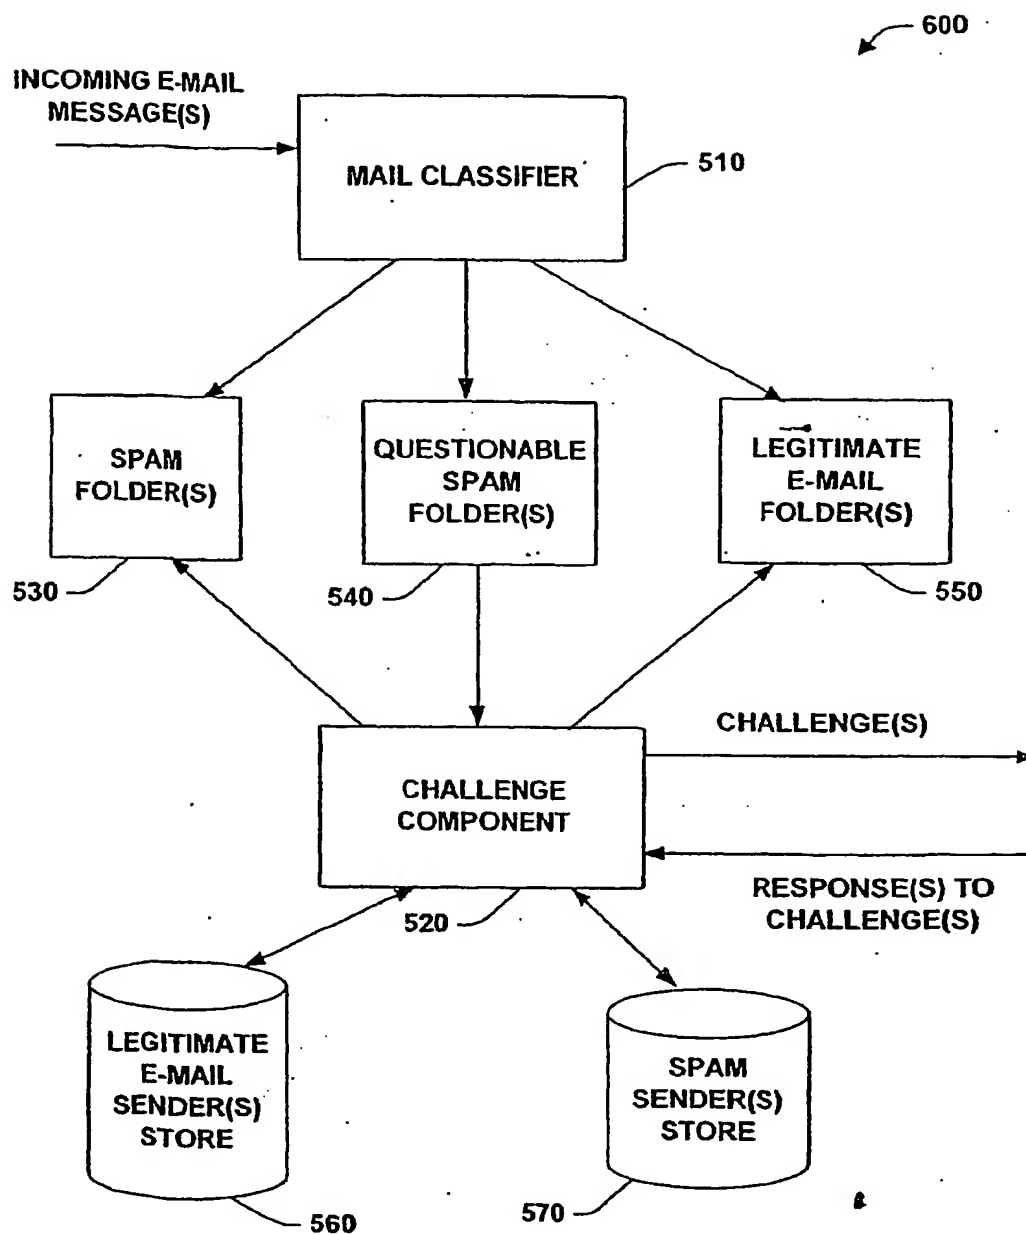 600
INCOMING E-MAIL
MESSAGE(S)
MAIL CLASSIFIER
510
SPAM
FOLDER(S)
530
QUESTIONABLE
SPAM
FOLDER(S)
540
LEGITIMATE
E-MAIL
FOLDER(S)
550
CHALLENGE(S)
CHALLENGE
COMPONENT
520
RESPONSE(S) TO
CHALLENGE(S)
LEGITIMATE
E-MAIL
SENDER(S)
STORE
560
SPAM
SENDER(S)
STORE
570